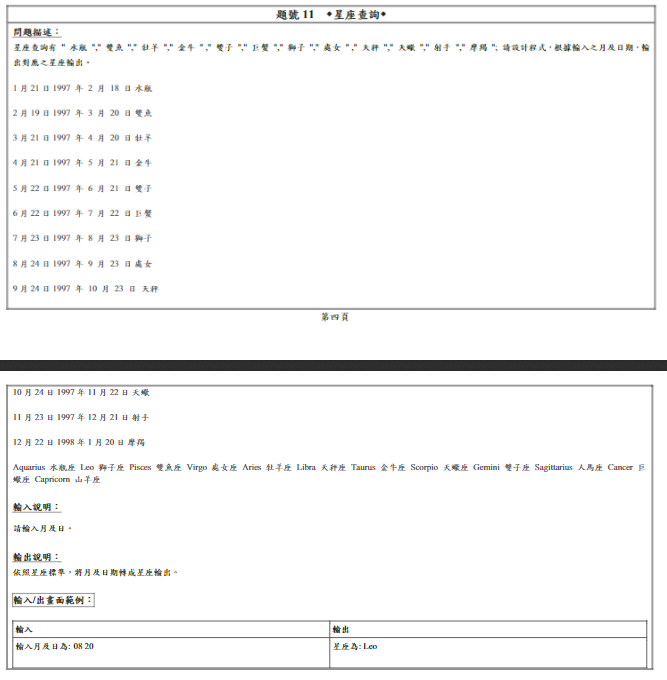 題號 11 *星座查詢*
問題描述：
星座查詢有 " 水瓶 "," 雙魚 "," 牡羊 "," 金牛 "," 雙子 "," 巨蟹 "," 獅子 "," 處女 "," 天秤 "," 天蠍 "," 射手 "," 摩羯 "; 請設計程式，根據輸入之月及日期，輸
出對應之星座輸出。
1 月 21 日 1997 年 2 月 18 日 水瓶
2 月 19 日 1997 年 3 月 20 日 雙魚
3 月 21 日 1997 年 4 月 20 日 牡羊
4 月 21 日 1997 年 5 月 21 日 金牛
5 月 22 日 1997 年 6 月 21 日 雙子
6 月 22 日 1997 年 7 月 22 日 巨蟹
7 月 23 日 1997 年 8 月 23 日 獅子
8 月 24 日 1997 年 9 月 23 日 處女
9 月 24 日 1997 年 10 月 23 日 天秤
第四頁
10 月 24 日 1997 年 11 月 22 日 天蠍
11 月 23 日 1997 年 12 月 21 日 射手
12 月 22 日 1998 年 1 月 20 日 摩羯
Aquarius 水瓶座 Leo 獅子座 Pisces 雙魚座 Virgo 處女座 Aries 牡羊座 Libra 天秤座 Taurus 金牛座 Scorpio 天蠍座 Gemini 雙子座 Sagittarius 人馬座 Cancer 巨
蠍座 Capricorn 山羊座
輸入說明：
請輸入月及日。
輸出說明：
依照星座標準，將月及日期轉成星座輸出。
輸入/出畫面範例：
輸入 輸出
輸入月及日為: 08 20 星座為: Leo